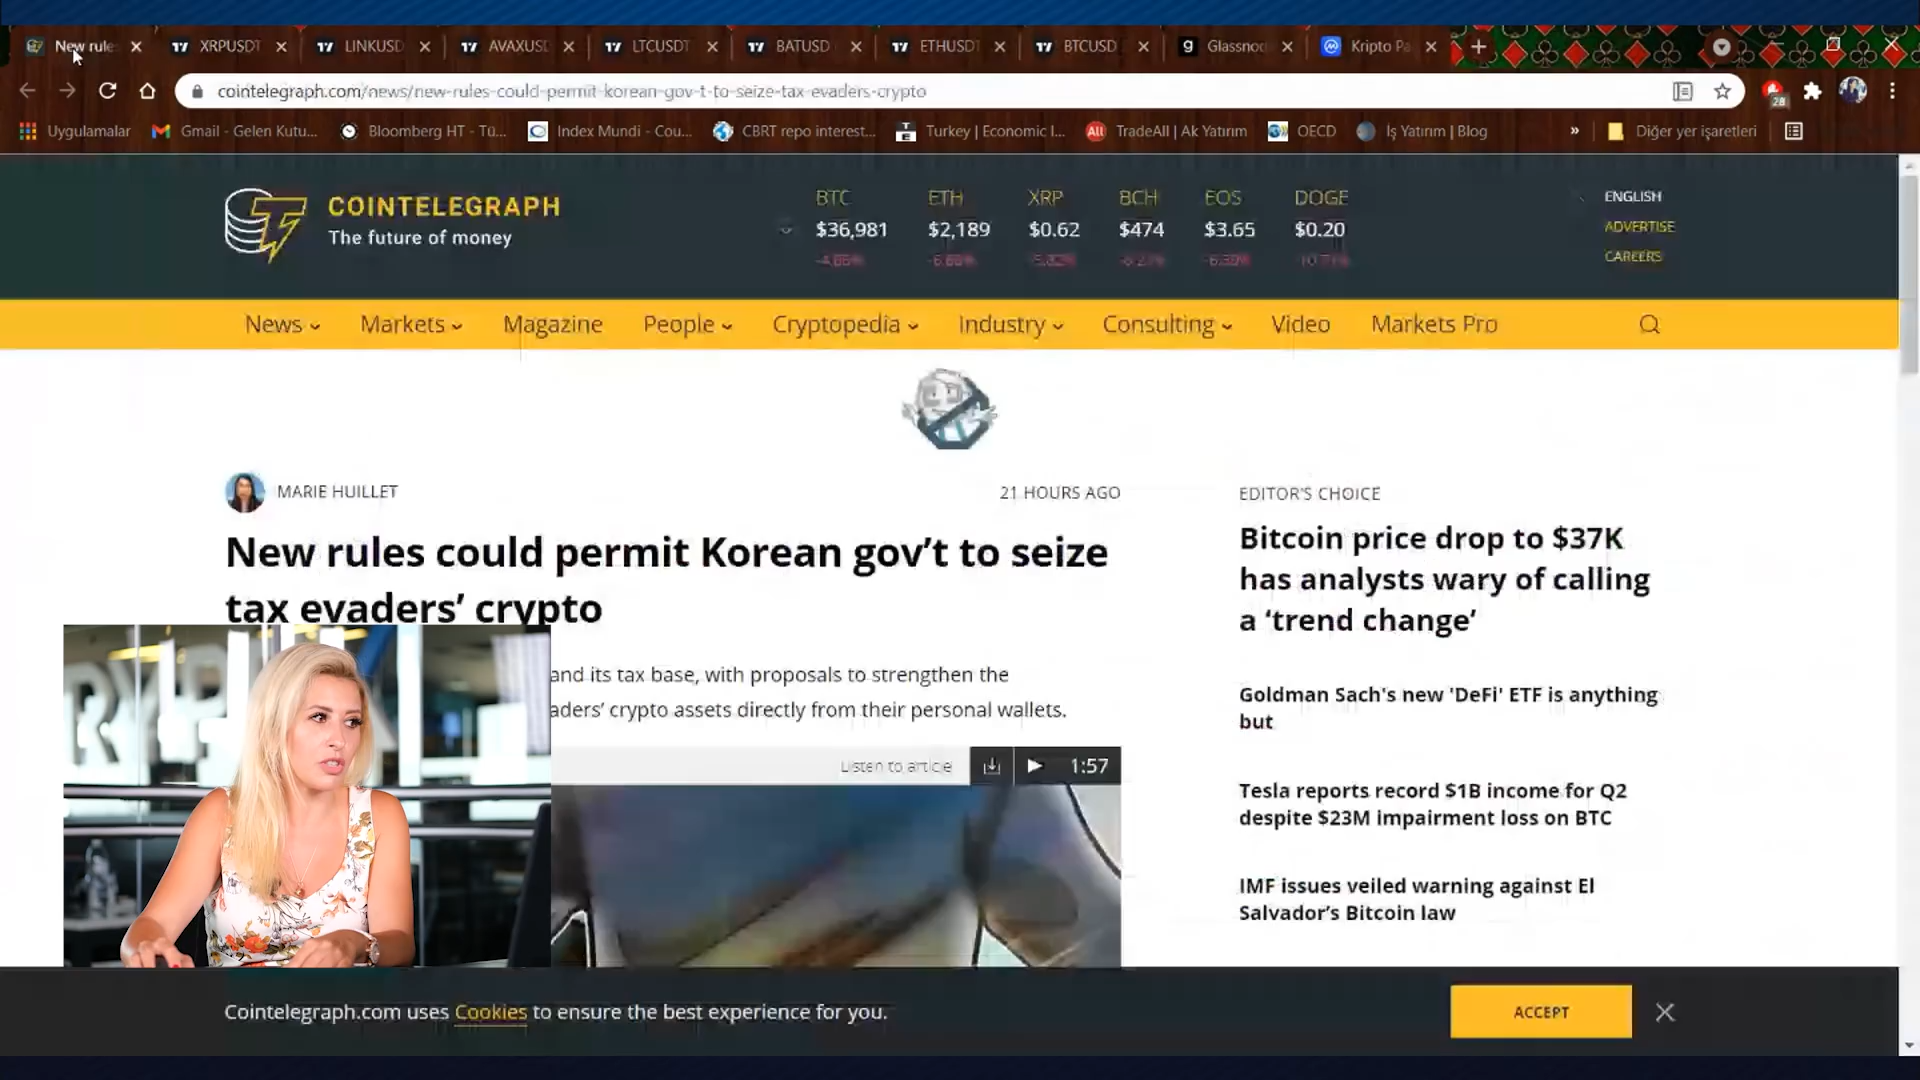 New rule
XRPUSDT
LINKUSD
AVAXUSD
LTCUSDT
BATUSD
ETHUSDT
BTCUSD
Glassno
Kripto Pa
cointelegraph.com/news/new-rules-could-permit-korean-gov-t-to-seize-tax-evaders-crypto
28
Uygulamalar
Gmail - Gelen Kutu...
Bloomberg HT - Tü...
Index Mundi - Cou...
CBRT repo interest...
Turkey | Economic I...
All
TradeAll | Ak Yatırım
OECD
İş Yatırım | Blog
»
Diğer yer işaretleri
COINTELEGRAPH
The future of money
BTC ETH XRP BCH EOS DOGE
$36,981 $2,189 $0.62 $474 $3.65 $0.20
ENGLISH
ADVERTISE
CAREERS
News Markets Magazine People Cryptopedia Industry Consulting Video Markets Pro
MARIE HUILLET
21 HOURS AGO
New rules could permit Korean gov’t to seize
tax evaders’ crypto
and its tax base, with proposals to strengthen the
aders’ crypto assets directly from their personal wallets.
Listen to article
1:57
EDITOR'S CHOICE
Bitcoin price drop to $37K
has analysts wary of calling
a ‘trend change’
Goldman Sach's new 'DeFi' ETF is anything
but
Tesla reports record $1B income for Q2
despite $23M impairment loss on BTC
IMF issues veiled warning against El
Salvador’s Bitcoin law
Cointelegraph.com uses Cookies to ensure the best experience for you.
ACCEPT